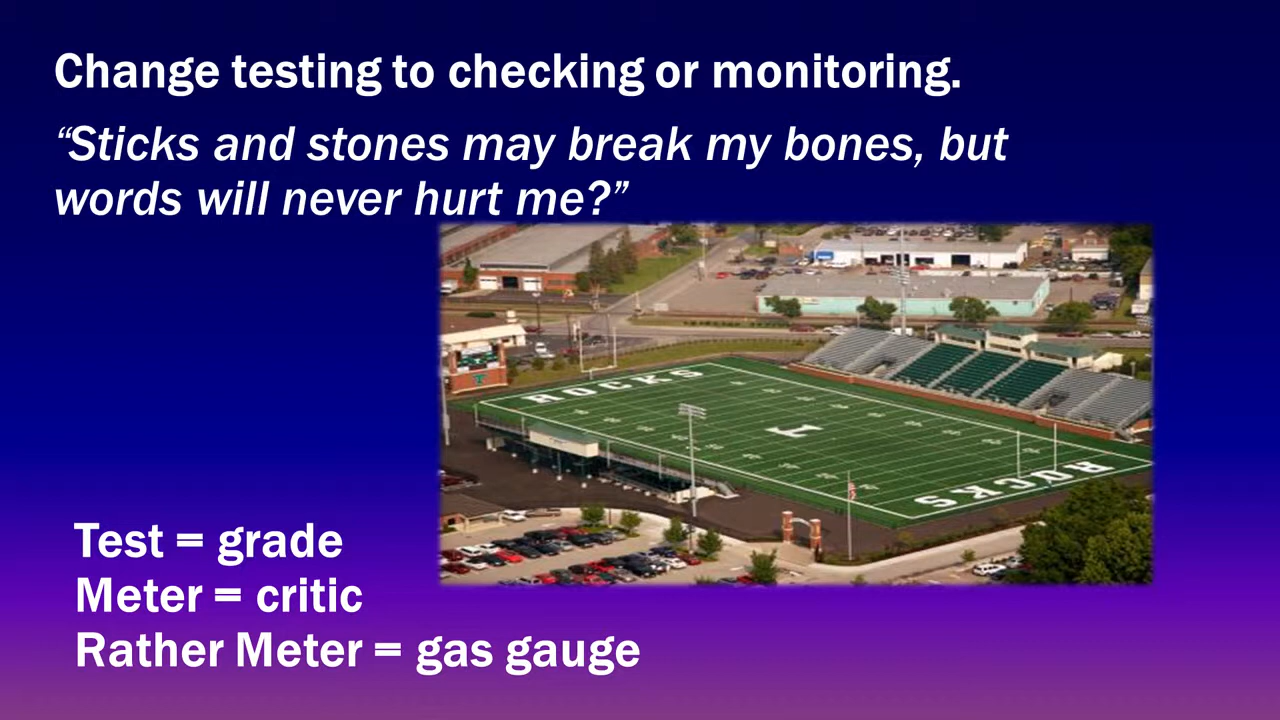 Change testing to checking or monitoring.
“Sticks and stones may break my bones, but
words will never hurt me?”
ROCKS
T
I
ROCKS
Test = grade
Meter = critic
Rather Meter = gas gauge